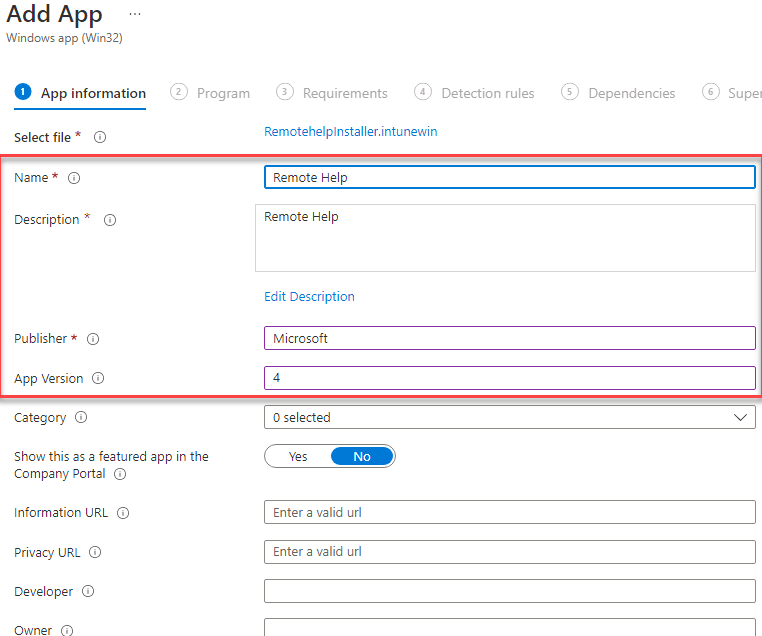 Add App ...
Windows app (Win32)
1 App information 2 Program 3 Requirements 4 Detection rules 5 Dependencies 6 Super
Select file * RemotehelpInstaller.intunewin
Name * Remote Help
Description * Remote Help
Edit Description
Publisher * Microsoft
App Version 4
Category 0 selected
Show this as a featured app in the
Company Portal
Yes No
Information URL Enter a valid url
Privacy URL Enter a valid url
Developer
Owner